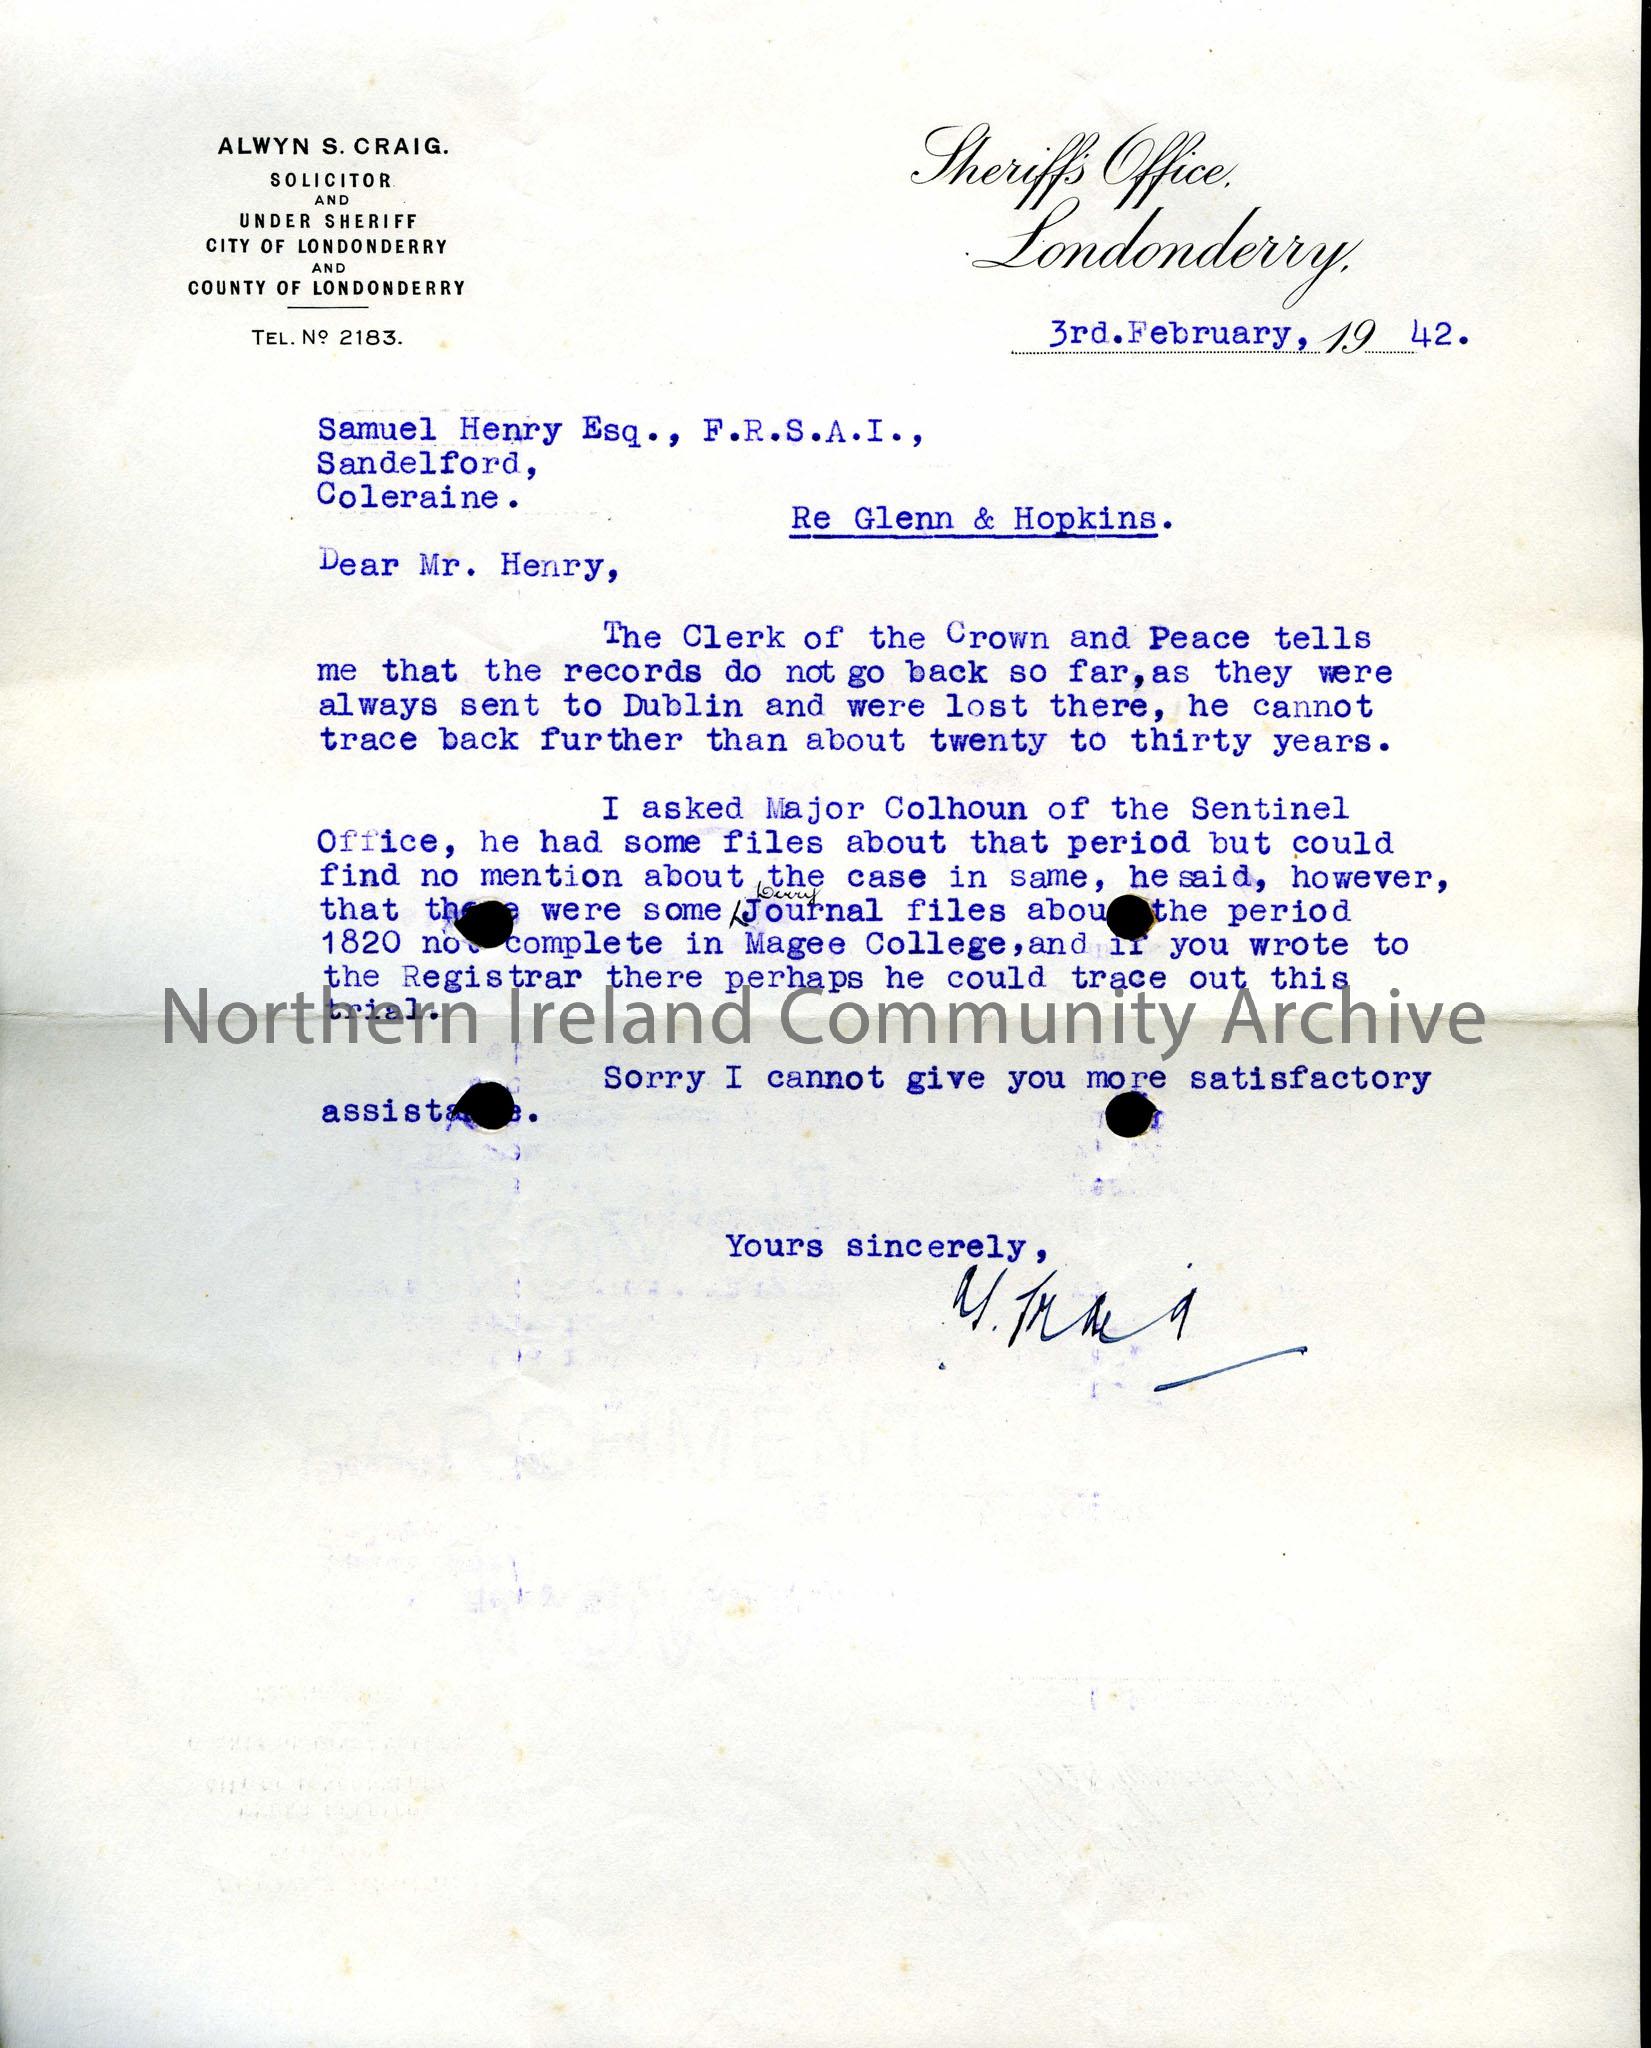 ALWYN S. CRAIG.
SOLICITOR
AND
UNDER SHERIFF
CITY OF LONDONDERRY
AND
COUNTY OF LONDONDERRY
TEL. Nº 2183.
Sheriff's Office,
Londonderry,
3rd.February, 19 42.
Samuel Henry Esq., F.R.S.A.I.,
Sandelford,
Coleraine.
Re Glenn & Hopkins.
Dear Mr. Henry,
The Clerk of the Crown and Peace tells
me that the records do not go back so far,as they were
always sent to Dublin and were lost there, he cannot
trace back further than about twenty to thirty years.
I asked Major Colhoun of the Sentinel
Office, he had some files about that period but could
find no mention about the case in same, he said, however,
that there were some Derry Journal files about the period
1820 not complete in Magee College,and if you wrote to
the Registrar there perhaps he could trace out this
trial.
Northern Ireland Community Archive
Sorry I cannot give you more satisfactory
assistance.
Yours sincerely,